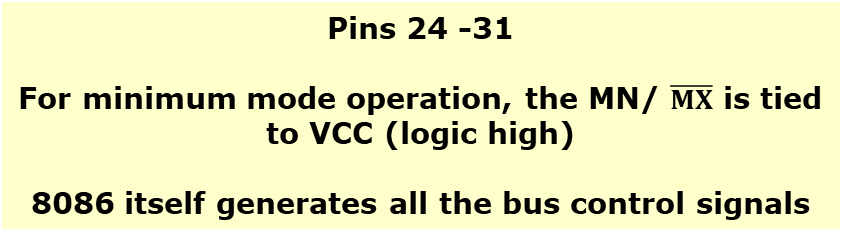 Pins 24 -31
For minimum mode operation, the MN/ M̅X̅ is tied
to VCC (logic high)
8086 itself generates all the bus control signals